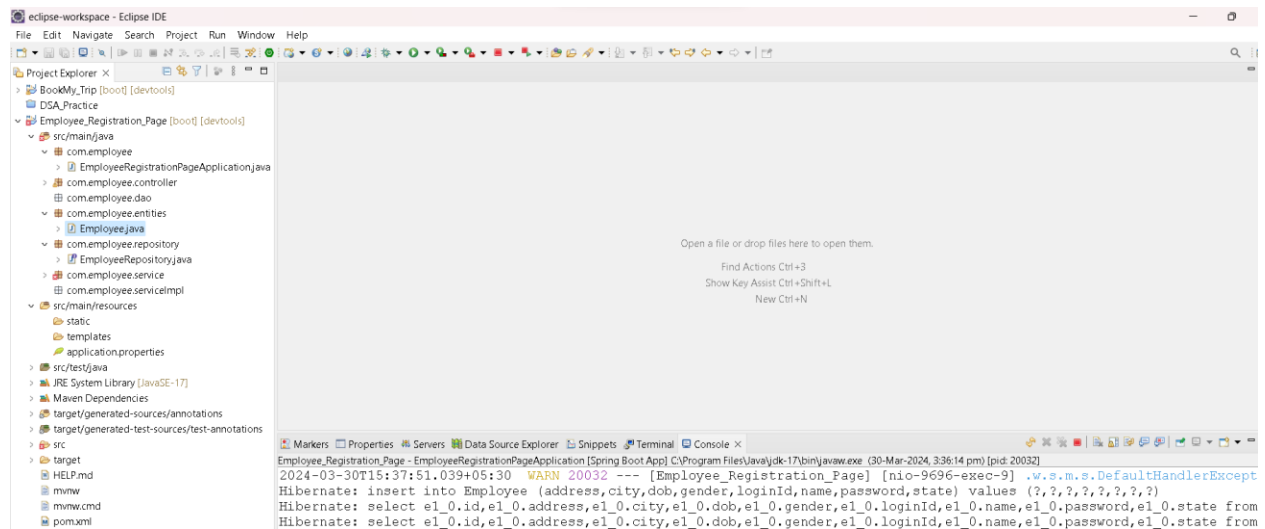 eclipse-workspace - Eclipse IDE
File Edit Navigate Search Project Run Window Help
Project Explorer
BookMy_Trip [boot] [devtools]
DSA_Practice
Employee_Registration_Page [boot] [devtools]
src/main/java
com.employee
EmployeeRegistrationPageApplication.java
com.employee.controller
com.employee.dao
com.employee.entities
Employee.java
com.employee.repository
EmployeeRepository.java
com.employee.service
com.employee.serviceImpl
src/main/resources
static
templates
application.properties
src/test/java
JRE System Library [JavaSE-17]
Maven Dependencies
target/generated-sources/annotations
target/generated-test-sources/test-annotations
src
target
HELP.md
mvnw
mvnw.cmd
pom.xml
Open a file or drop files here to open them.
Find Actions Ctrl+3
Show Key Assist Ctrl+Shift+L
New Ctrl+N
Markers Properties Servers Data Source Explorer Snippets Terminal Console
Employee_Registration_Page - EmployeeRegistrationPageApplication [Spring Boot App] C:\Program Files\Java\jdk-17\bin\javaw.exe (30-Mar-2024, 3:36:14 pm) [pid: 20032]
2024-03-30T15:37:51.039+05:30 WARN 20032 --- [Employee_Registration_Page] [nio-9696-exec-9] .w.s.m.s.DefaultHandlerExcept
Hibernate: insert into Employee (address,city,dob,gender,loginId,name,password,state) values (?,?,?,?,?,?,?,?)
Hibernate: select e1_0.id,e1_0.address,e1_0.city,e1_0.dob,e1_0.gender,e1_0.loginId,e1_0.name,e1_0.password,e1_0.state from
Hibernate: select e1_0.id,e1_0.address,e1_0.city,e1_0.dob,e1_0.gender,e1_0.loginId,e1_0.name,e1_0.password,e1_0.state from